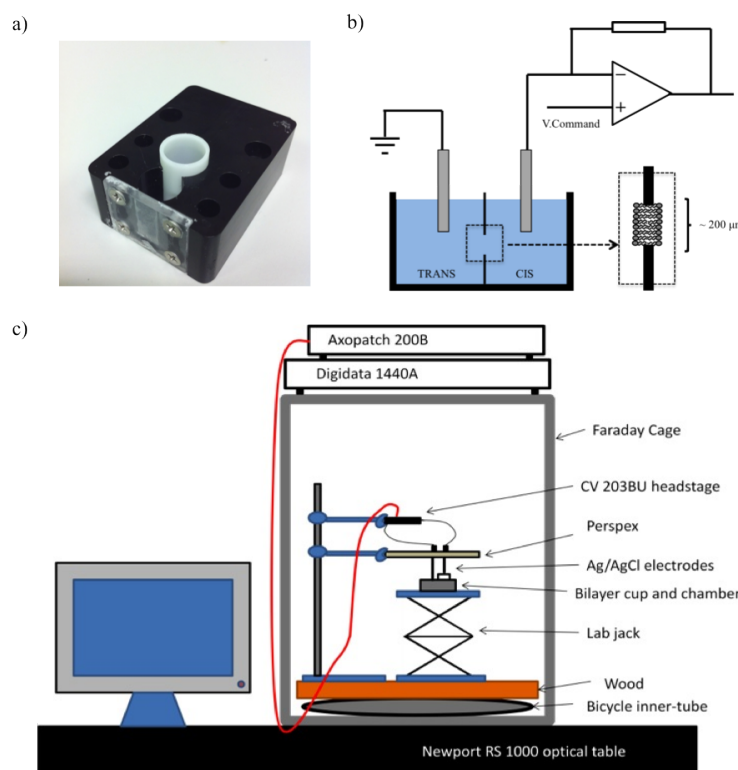 a)
b)
V.Command
TRANS
CIS
~ 200 μm
c)
Axopatch 200B
Digidata 1440A
Faraday Cage
CV 203BU headstage
Perspex
Ag/AgCl electrodes
Bilayer cup and chamber
Lab jack
Wood
Bicycle inner-tube
Newport RS 1000 optical table